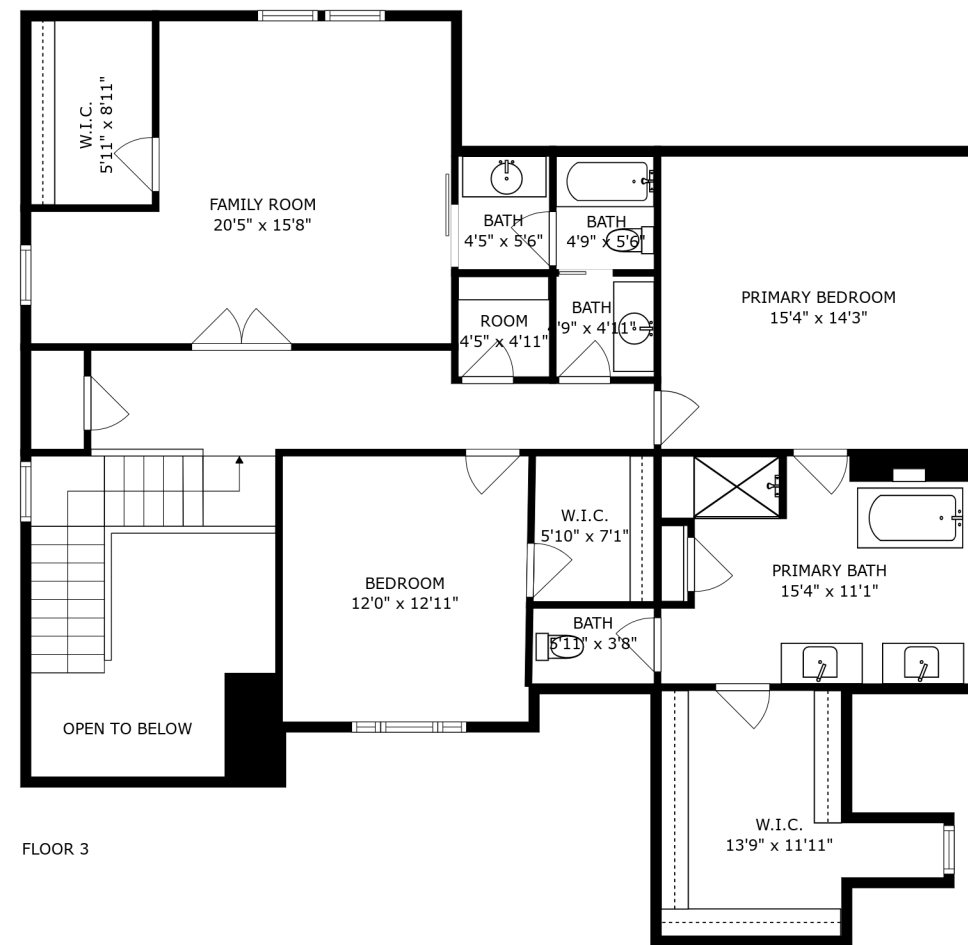 W.I.C.
5'11" x 8'11"
FAMILY ROOM
20'5" x 15'8"
BATH
4'5" x 5'6"
BATH
4'9" x 5'6"
PRIMARY BEDROOM
15'4" x 14'3"
ROOM
4'5" x 4'11"
BATH
'9" x 4'11"
W.I.C.
5'10" x 7'1"
BEDROOM
12'0" x 12'11"
PRIMARY BATH
15'4" x 11'1"
BATH
5'11" x 3'8"
OPEN TO BELOW
W.I.C.
13'9" x 11'11"
FLOOR 3